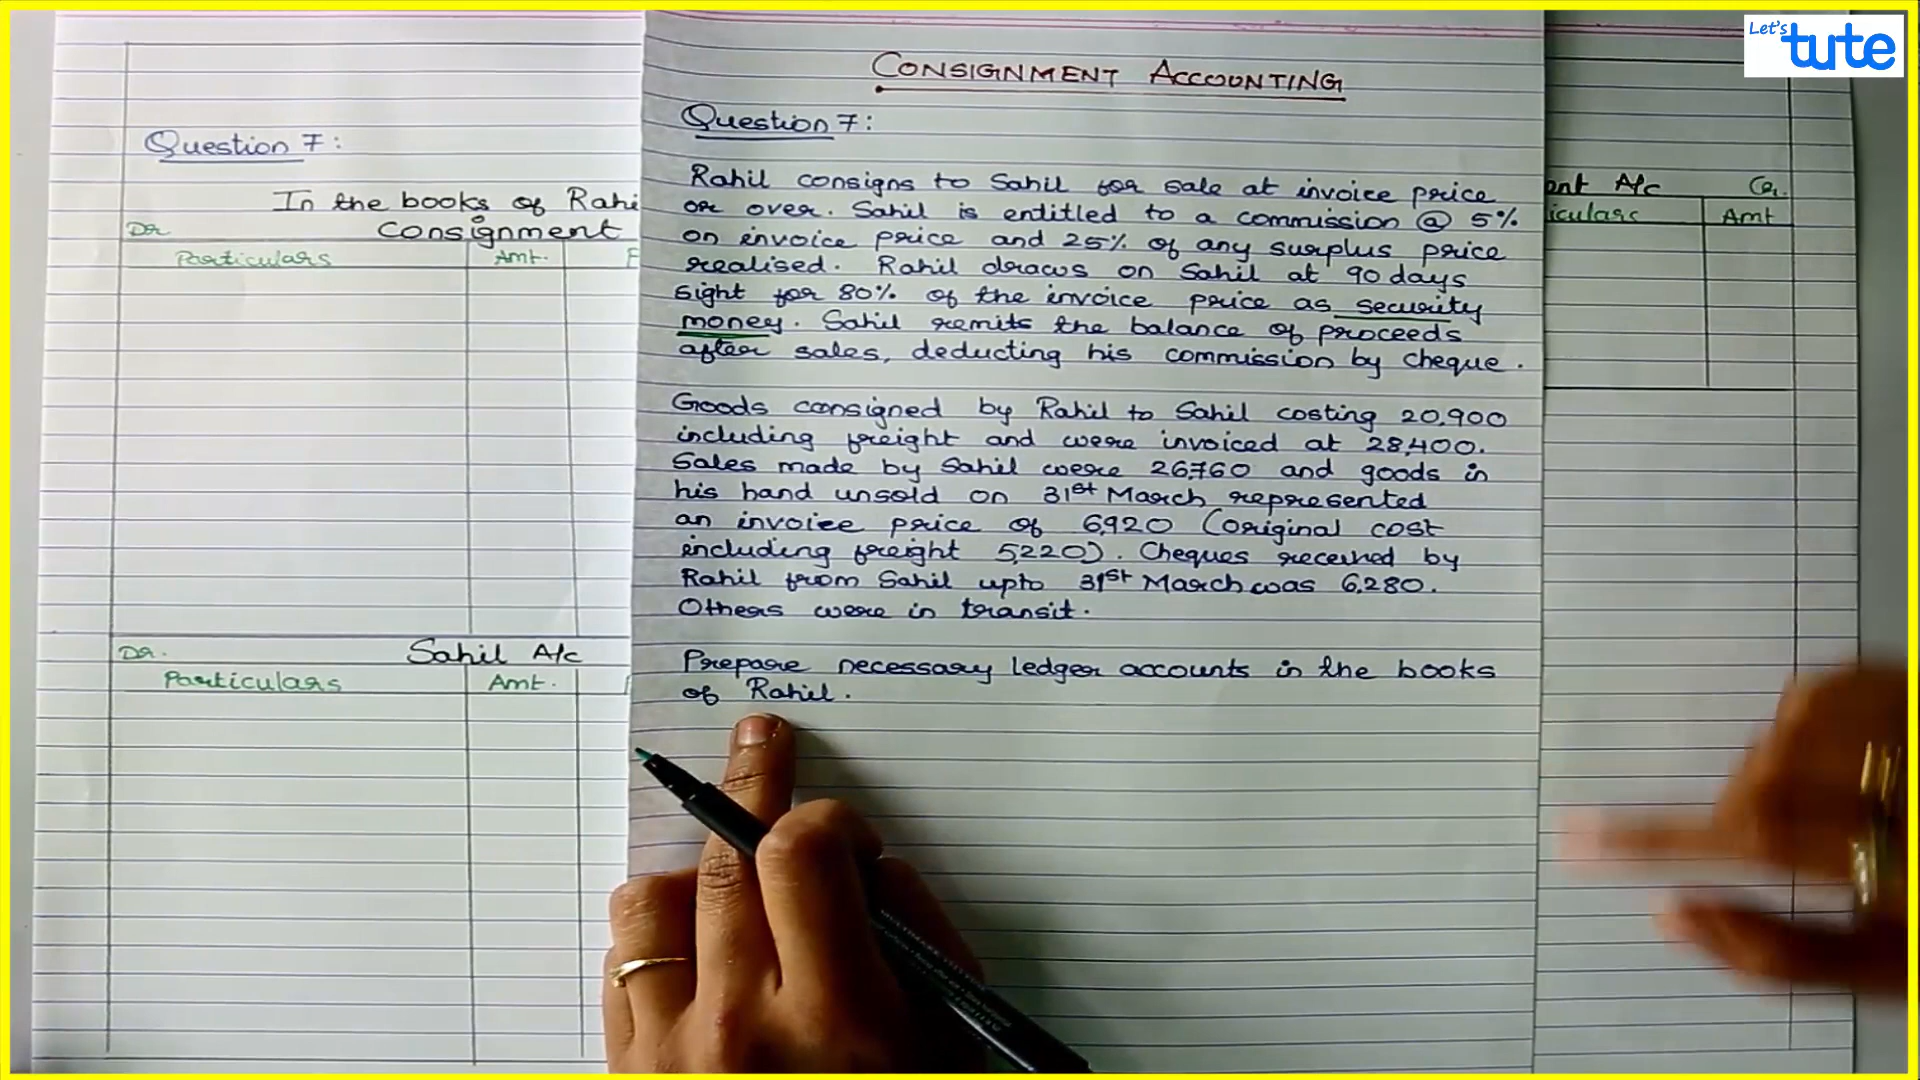 Let's
tute
CONSIGNMENT ACCOUNTING
Question 7:
Rahil consigns to Sahil for sale at invoice price
or over. Sahil is entitled to a commission @ 5%
on invoice price and 25% of any surplus price
realised. Rahil draws on Sahil at 90 days
sight for 80% of the invoice price as security
money. Sahil remits the balance of proceeds
after sales, deducting his commission by cheque.
Goods consigned by Rahil to Sahil costing 20,900
including freight and were invoiced at 28,400.
Sales made by Sahil were 26,760 and goods in
his hand unsold on 31st March represented
an invoice price of 6,920 (original cost
including freight 5,220). Cheques received by
Rahil from Sahil upto 31st March was 6,280.
Others were in transit.
Prepare necessary ledger accounts in the books
of Rahil.
Question 7:
In the books of Rahi
Dr. Consignment
Particulars Amt.
Dr. Sahil A/c
Particulars Amt.
ent A/c Cr.
iculars Amt